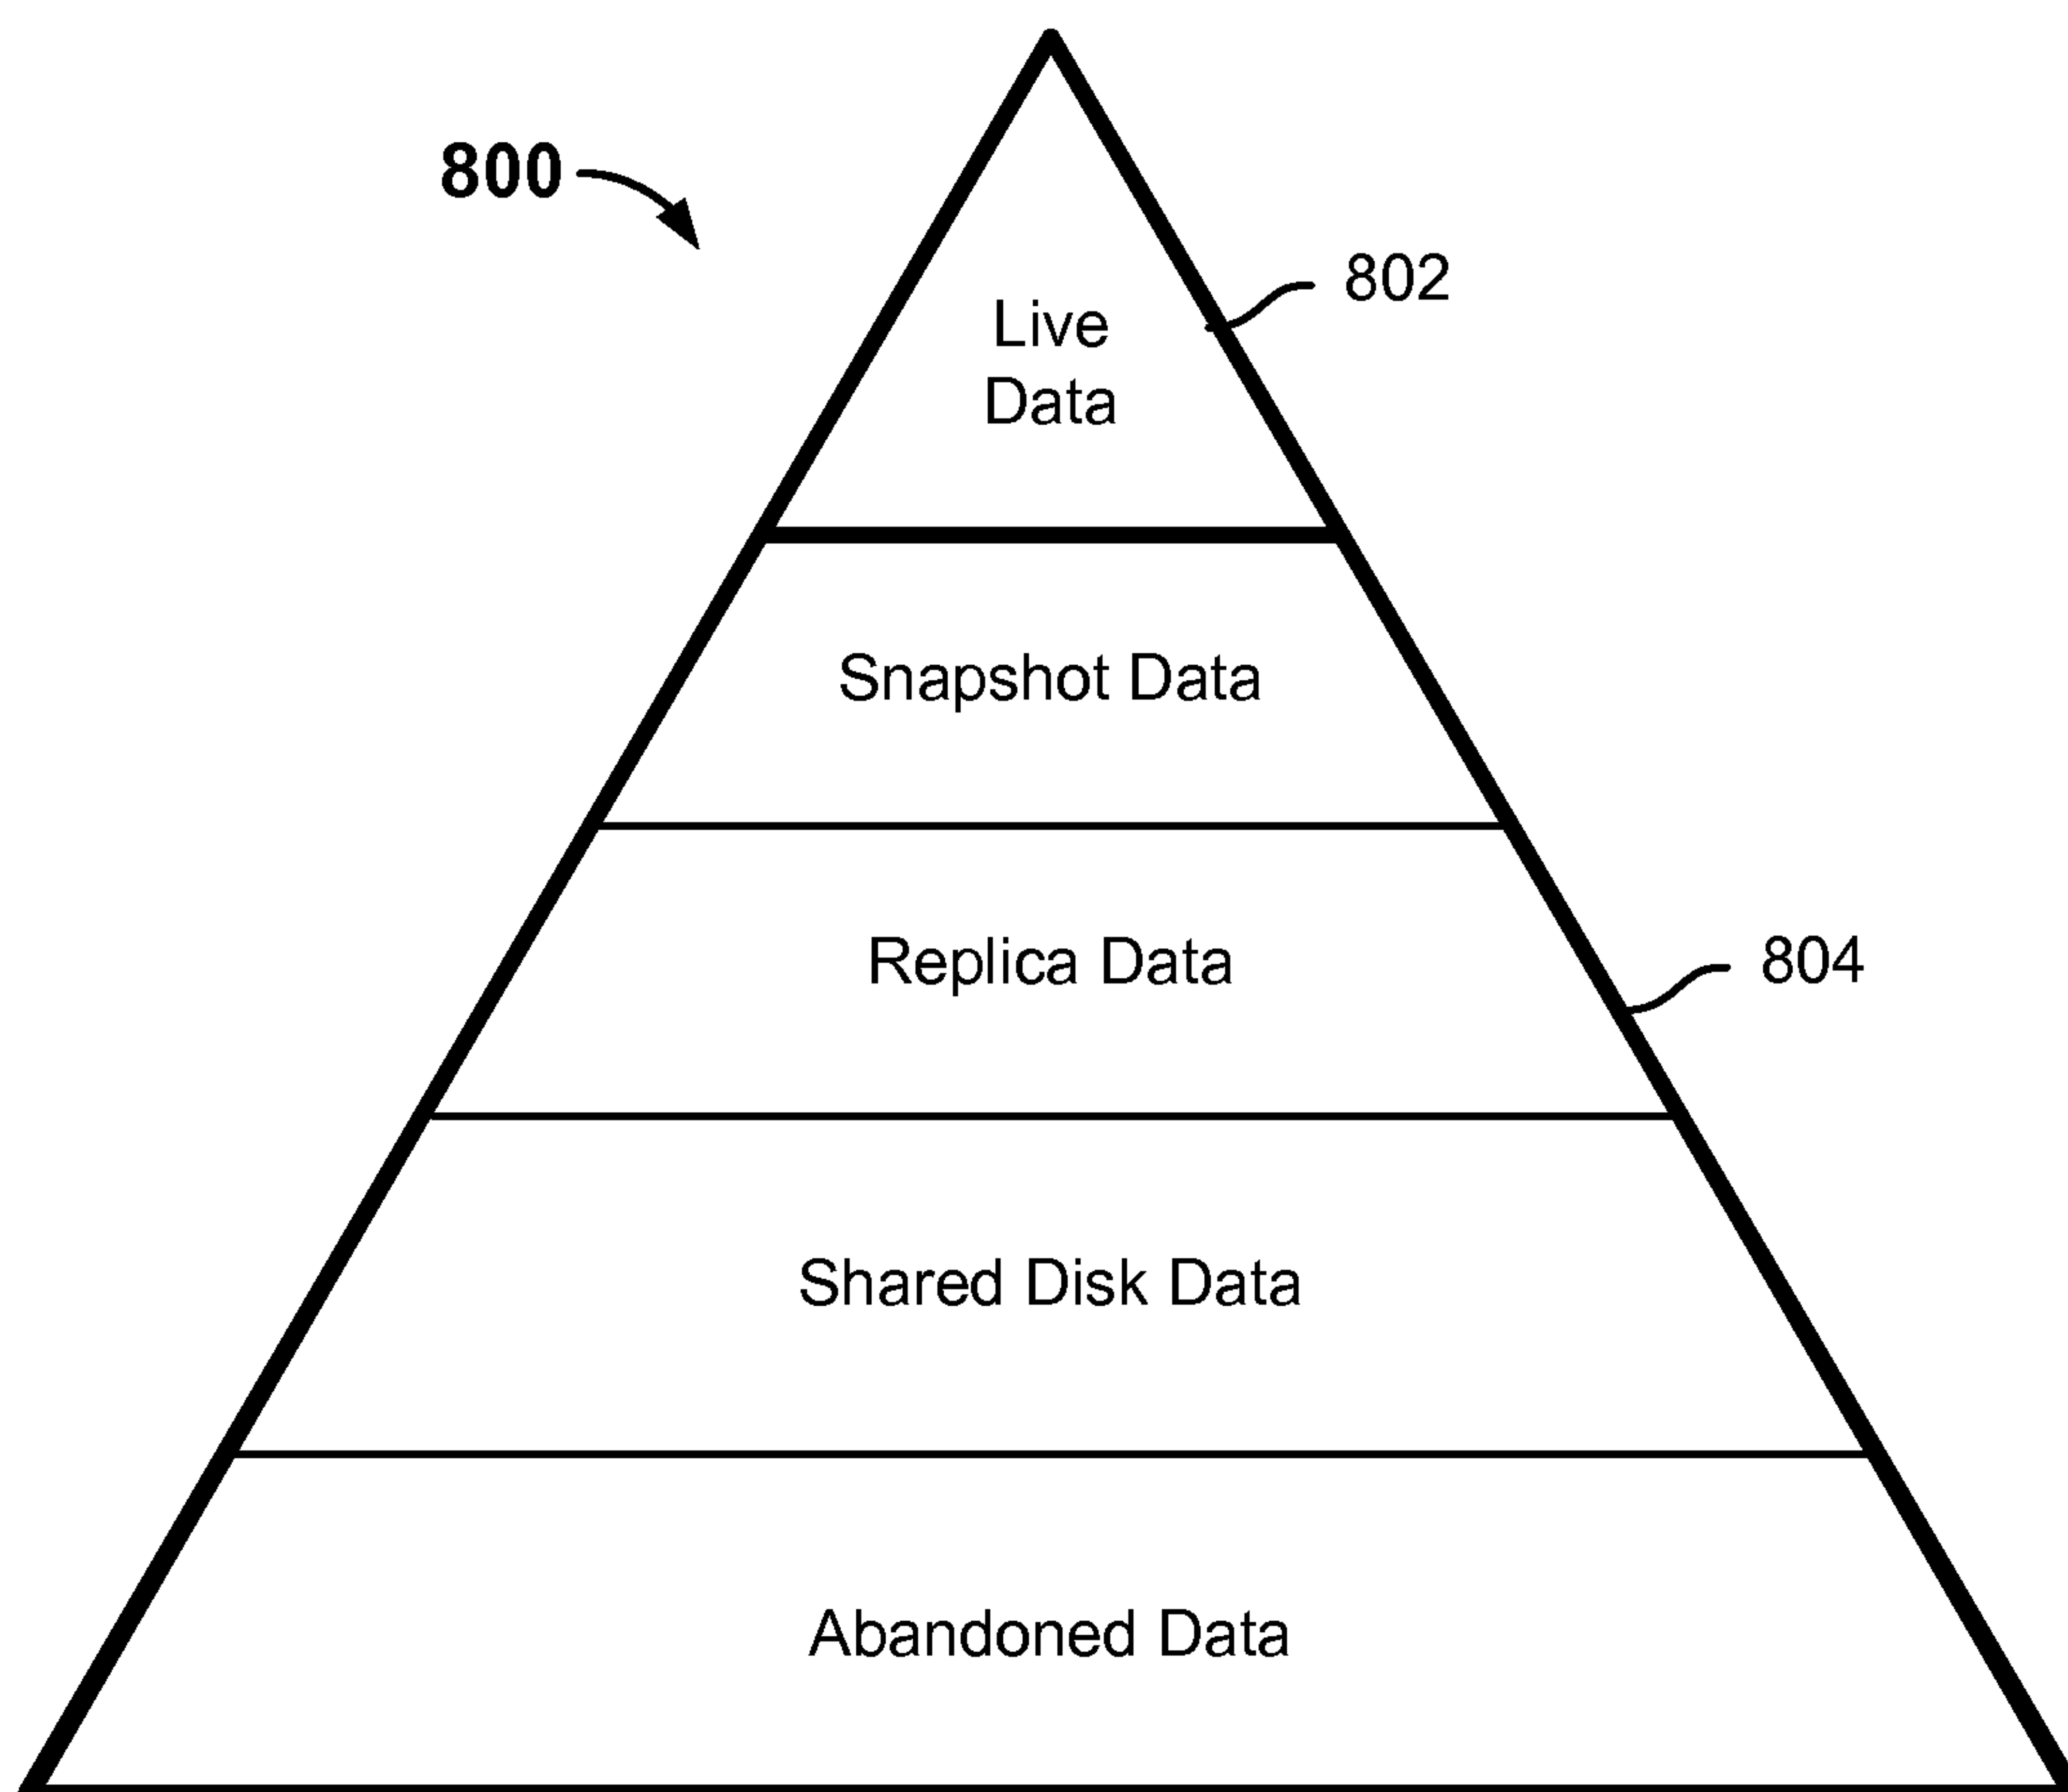 800
802
Live
Data
Snapshot Data
Replica Data
804
Shared Disk Data
Abandoned Data